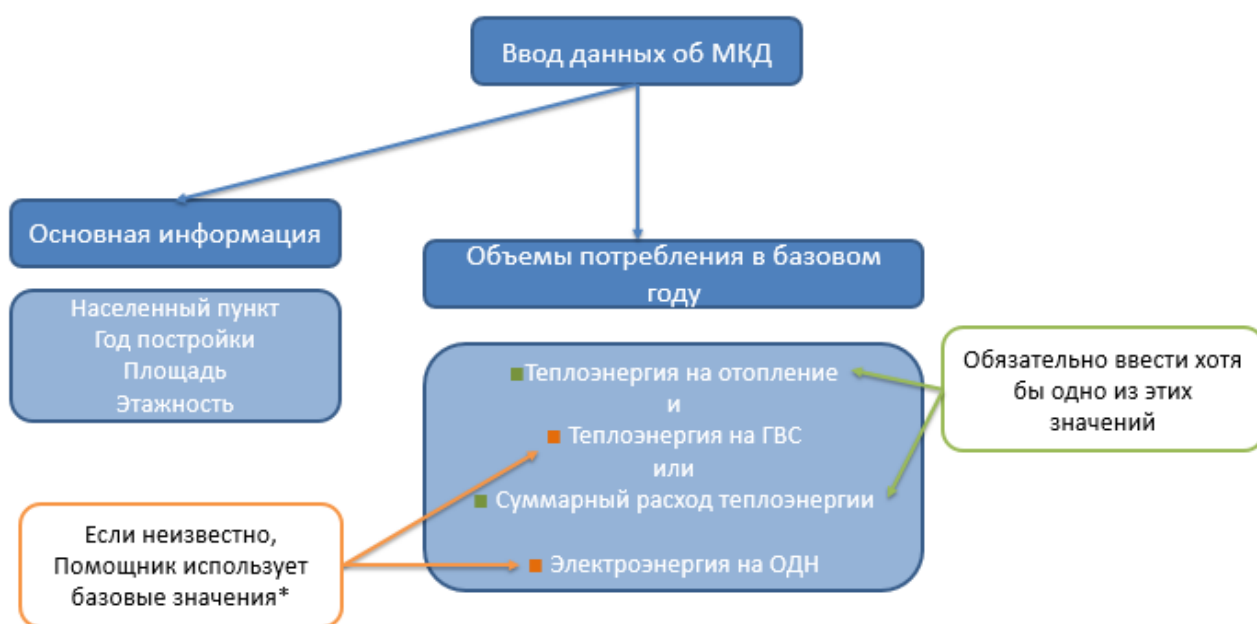 Ввод данных об МКД
Основная информация
Населенный пункт
Год постройки
Площадь
Этажность
Объемы потребления в базовом
году
Теплоэнергия на отопление
и
Теплоэнергия на ГВС
или
Суммарный расход теплоэнергии
Электроэнергия на ОДН
Обязательно ввести хотя
бы одно из этих
значений
Если неизвестно,
Помощник использует
базовые значения*